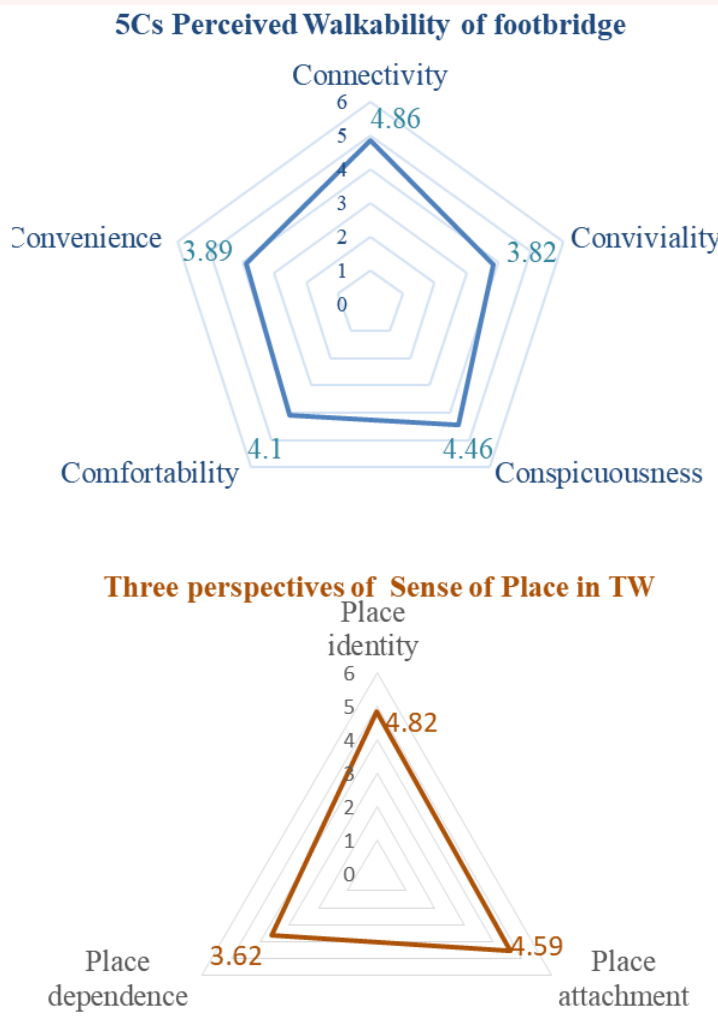 5Cs Perceived Walkability of footbridge
Connectivity
6
4.86
5
4
3
2
1
0
Convenience
3.89
3.82
Conviviality
4.1
4.46
Comfortability
Conspicuousness
Three perspectives of Sense of Place in TW
Place
identity
6
5
4.82
4
3
2
1
0
3.62
4.59
Place
dependence
Place
attachment